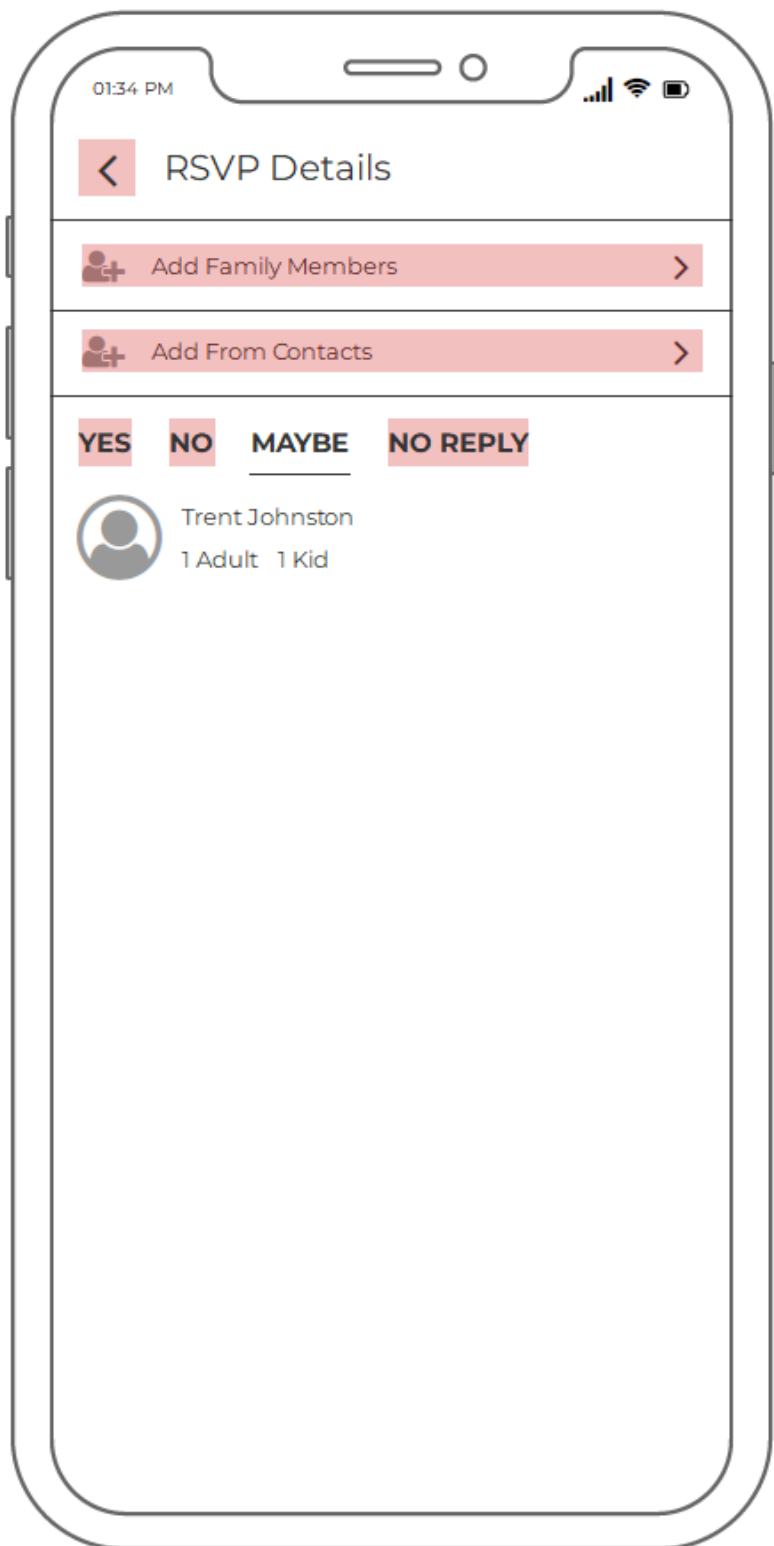 01:34 PM
RSVP Details
Add Family Members
Add From Contacts
YES NO MAYBE NO REPLY
Trent Johnston
1 Adult 1 Kid